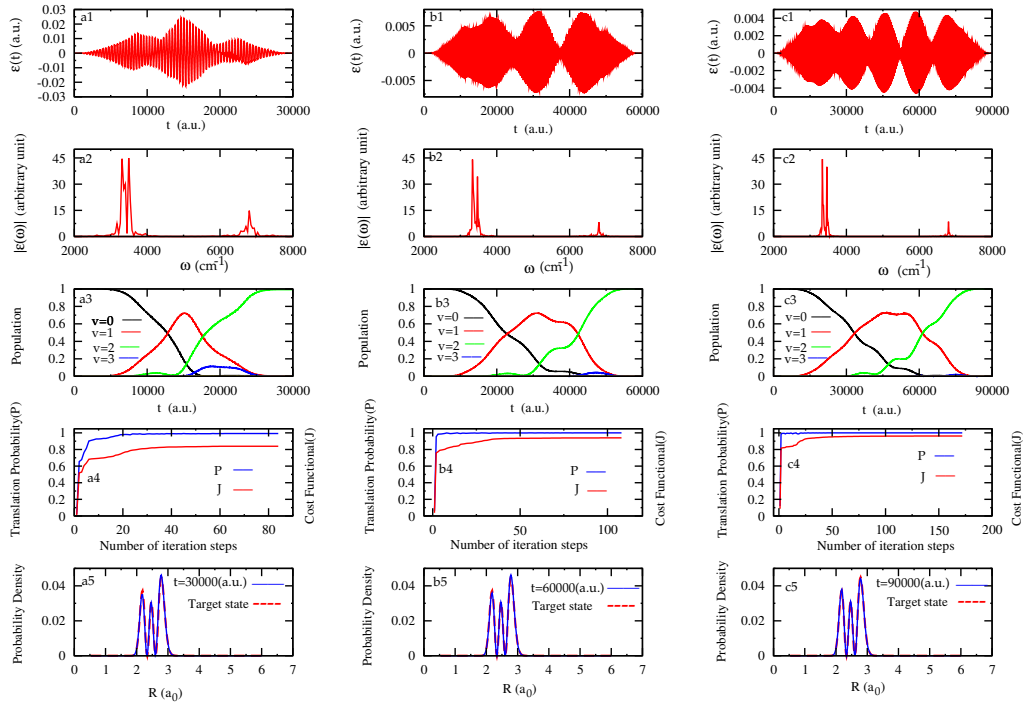 a1
ε(t) (a.u.)
0.03
0.02
0.01
0
-0.01
-0.02
-0.03
0 10000 20000 30000
t (a.u.)
b1
ε(t) (a.u.)
0.005
0
-0.005
0 20000 40000 60000
t (a.u.)
c1
ε(t) (a.u.)
0.004
0.002
0
-0.002
-0.004
0 30000 60000 90000
t (a.u.)
a2
|ε(ω)| (arbitrary unit)
45
30
15
0
2000 4000 6000 8000
ω (cm-1)
b2
|ε(ω)| (arbitrary unit)
45
30
15
0
2000 4000 6000 8000
ω (cm-1)
c2
|ε(ω)| (arbitrary unit)
45
30
15
0
2000 4000 6000 8000
ω (cm-1)
a3
Population
1
0.8
0.6
0.4
0.2
0
v=0
v=1
v=2
v=3
0 10000 20000 30000
t (a.u.)
b3
Population
1
0.8
0.6
0.4
0.2
0
v=0
v=1
v=2
v=3
0 20000 40000 60000
t (a.u.)
c3
Population
1
0.8
0.6
0.4
0.2
0
v=0
v=1
v=2
v=3
0 30000 60000 90000
t (a.u.)
a4
Translation Probability(P)
1
0.8
0.6
0.4
0.2
0
P
J
Cost Functional(J)
0 20 40 60 80
Number of iteration steps
b4
Translation Probability(P)
1
0.8
0.6
0.4
0.2
0
P
J
Cost Functional(J)
0 25 50 75 100
Number of iteration steps
c4
Translation Probability(P)
1
0.8
0.6
0.4
0.2
0
P
J
Cost Functional(J)
0 50 100 150 200
Number of iteration steps
a5
Probability Density
0.04
0.02
0
t=30000(a.u.)
Target state
0 1 2 3 4 5 6 7
R (a0)
b5
Probability Density
0.04
0.02
0
t=60000(a.u.)
Target state
0 1 2 3 4 5 6 7
R (a0)
c5
Probability Density
0.04
0.02
0
t=90000(a.u.)
Target state
0 1 2 3 4 5 6 7
R (a0)